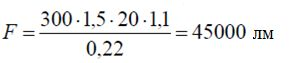 F = 300·1,5·20·1,1 / 0,22 = 45000 лм